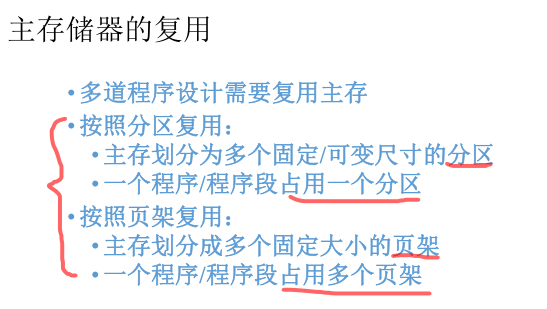 主存储器的复用
•多道程序设计需要复用主存
•按照分区复用：
•主存划分为多个固定/可变尺寸的分区
•一个程序/程序段占用一个分区
•按照页架复用：
•主存划分成多个固定大小的页架
•一个程序/程序段占用多个页架